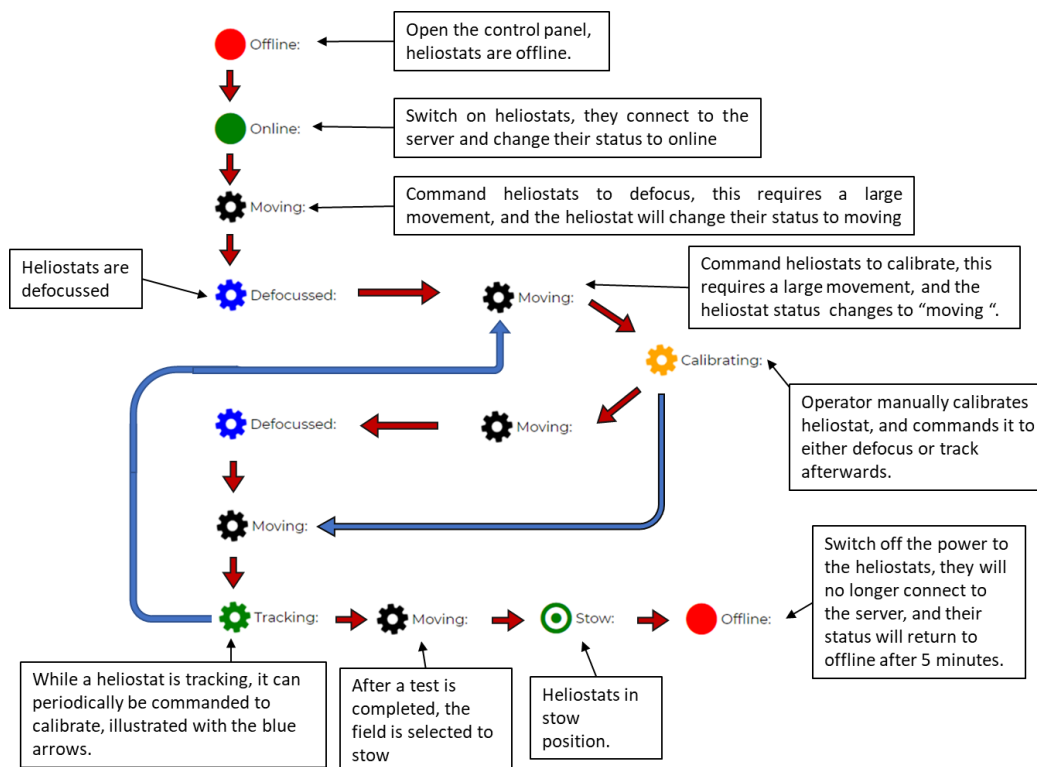 Offline:
Open the control panel,
heliostats are offline.
Online:
Switch on heliostats, they connect to the
server and change their status to online
Moving:
Command heliostats to defocus, this requires a large
movement, and the heliostat will change their status to moving
Heliostats are
defocussed
Defocussed:
Moving:
Command heliostats to calibrate, this
requires a large movement, and the
heliostat status changes to “moving “.
Calibrating:
Operator manually calibrates
heliostat, and commands it to
either defocus or track
afterwards.
Defocussed:
Moving:
Moving:
Switch off the power to
the heliostats, they will
no longer connect to
the server, and their
status will return to
offline after 5 minutes.
Tracking:
Moving:
Stow:
Offline:
While a heliostat is tracking, it can
periodically be commanded to
calibrate, illustrated with the blue
arrows.
After a test is
completed, the
field is selected to
stow
Heliostats in
stow
position.